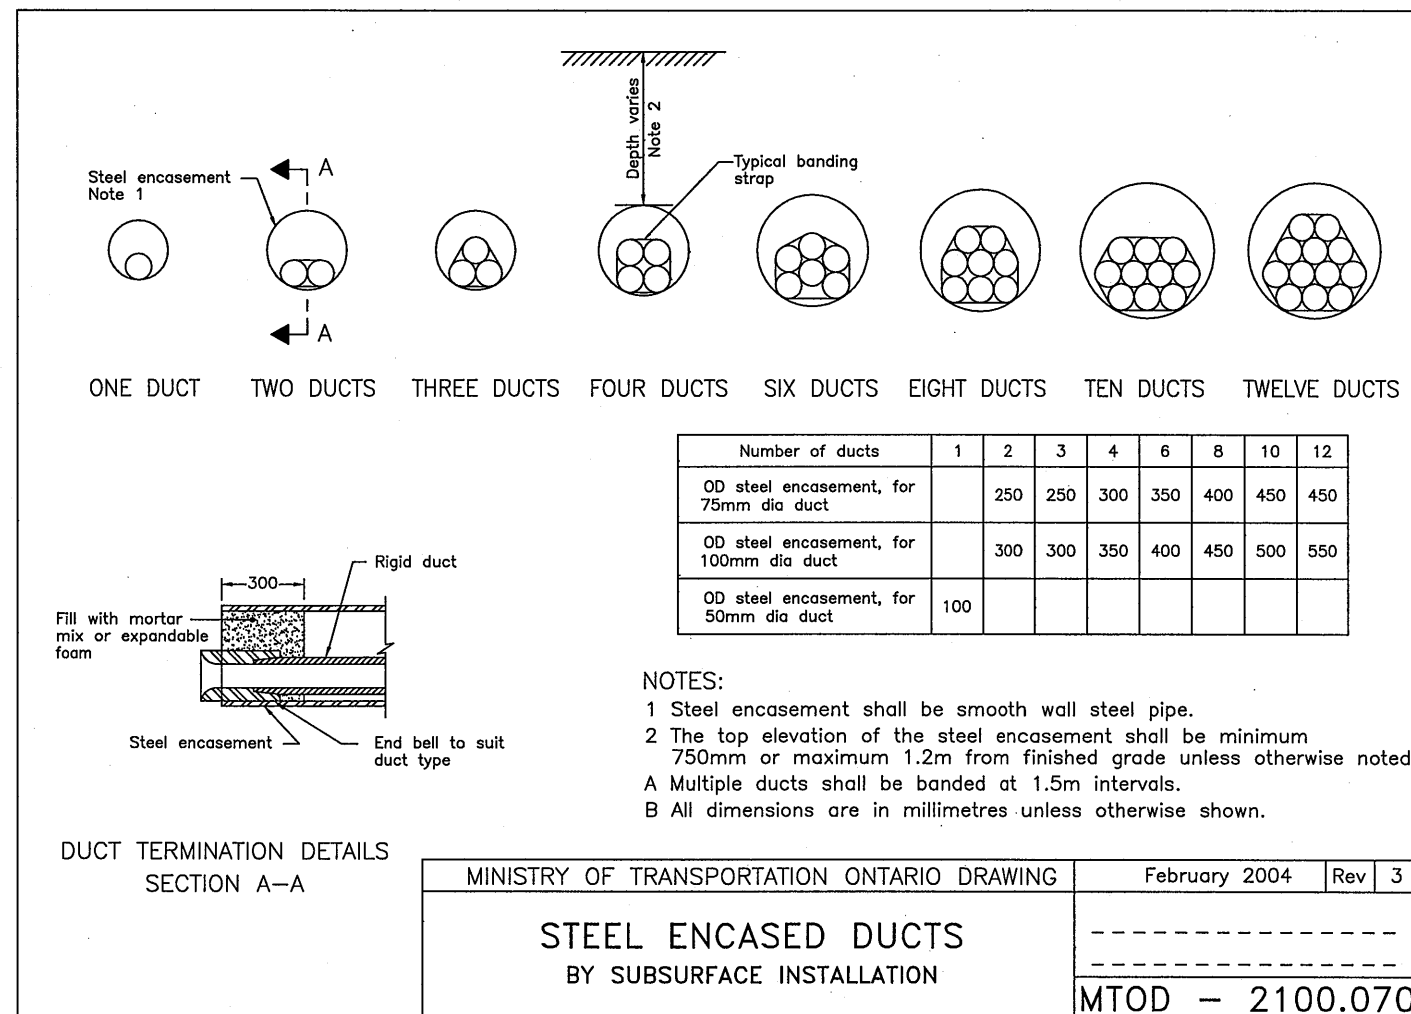 Depth varies
Note 2
Steel encasement
Note 1
A
Typical banding
strap
A
ONE DUCT
TWO DUCTS
THREE DUCTS
FOUR DUCTS
SIX DUCTS
EIGHT DUCTS
TEN DUCTS
TWELVE DUCTS
Number of ducts 1 2 3 4 6 8 10 12
OD steel encasement, for
75mm dia duct
250 250 300 350 400 450 450
OD steel encasement, for
100mm dia duct
300 300 350 400 450 500 550
OD steel encasement, for
50mm dia duct
100
300
Rigid duct
Fill with mortar
mix or expandable
foam
Steel encasement
End bell to suit
duct type
DUCT TERMINATION DETAILS
SECTION A-A
NOTES:
1 Steel encasement shall be smooth wall steel pipe.
2 The top elevation of the steel encasement shall be minimum
750mm or maximum 1.2m from finished grade unless otherwise noted
A Multiple ducts shall be banded at 1.5m intervals.
B All dimensions are in millimetres unless otherwise shown.
MINISTRY OF TRANSPORTATION ONTARIO DRAWING
February 2004 Rev 3
STEEL ENCASED DUCTS
BY SUBSURFACE INSTALLATION
MTOD - 2100.070